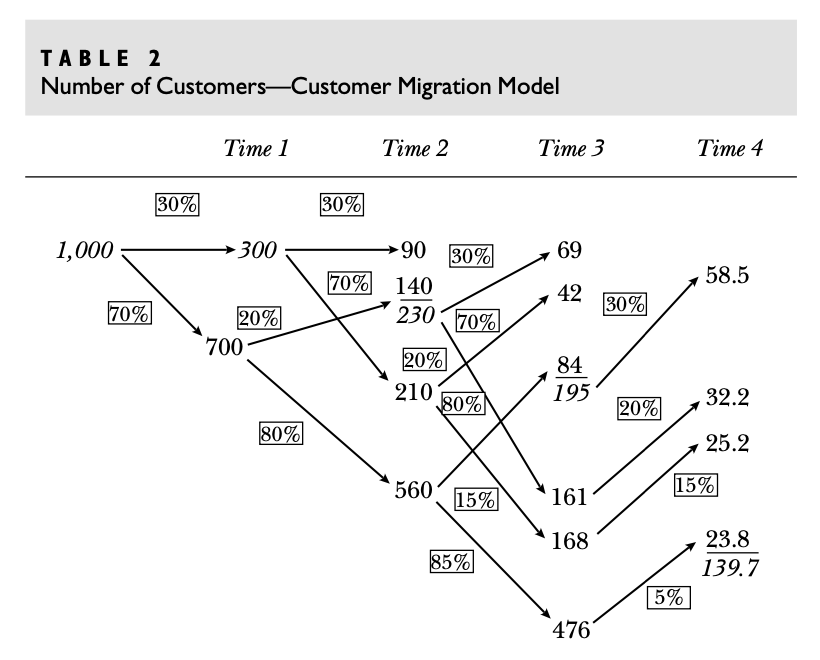 TABLE 2
Number of Customers—Customer Migration Model
Time 1 Time 2 Time 3 Time 4
30% 30%
1,000 300 90 30% 69
70% 140 58.5
70% 20% 230 70% 42 30%
700
20% 84
210 80% 195 20% 32.2
80% 25.2
560 15% 161 15%
168 23.8
85% 139.7
5%
476